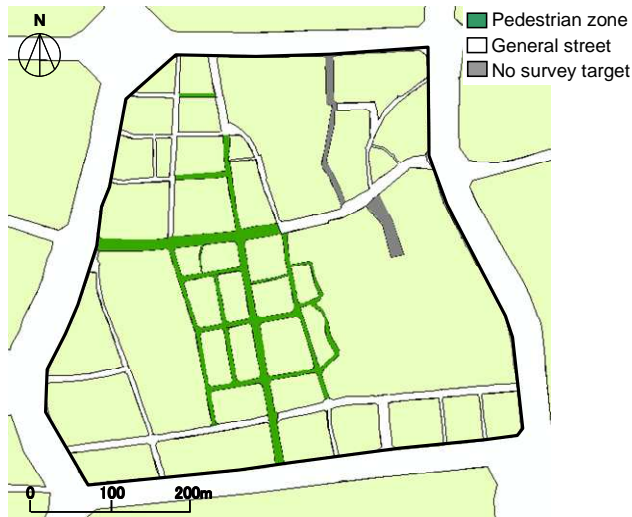 N
Pedestrian zone
General street
No survey target
0 100 200m